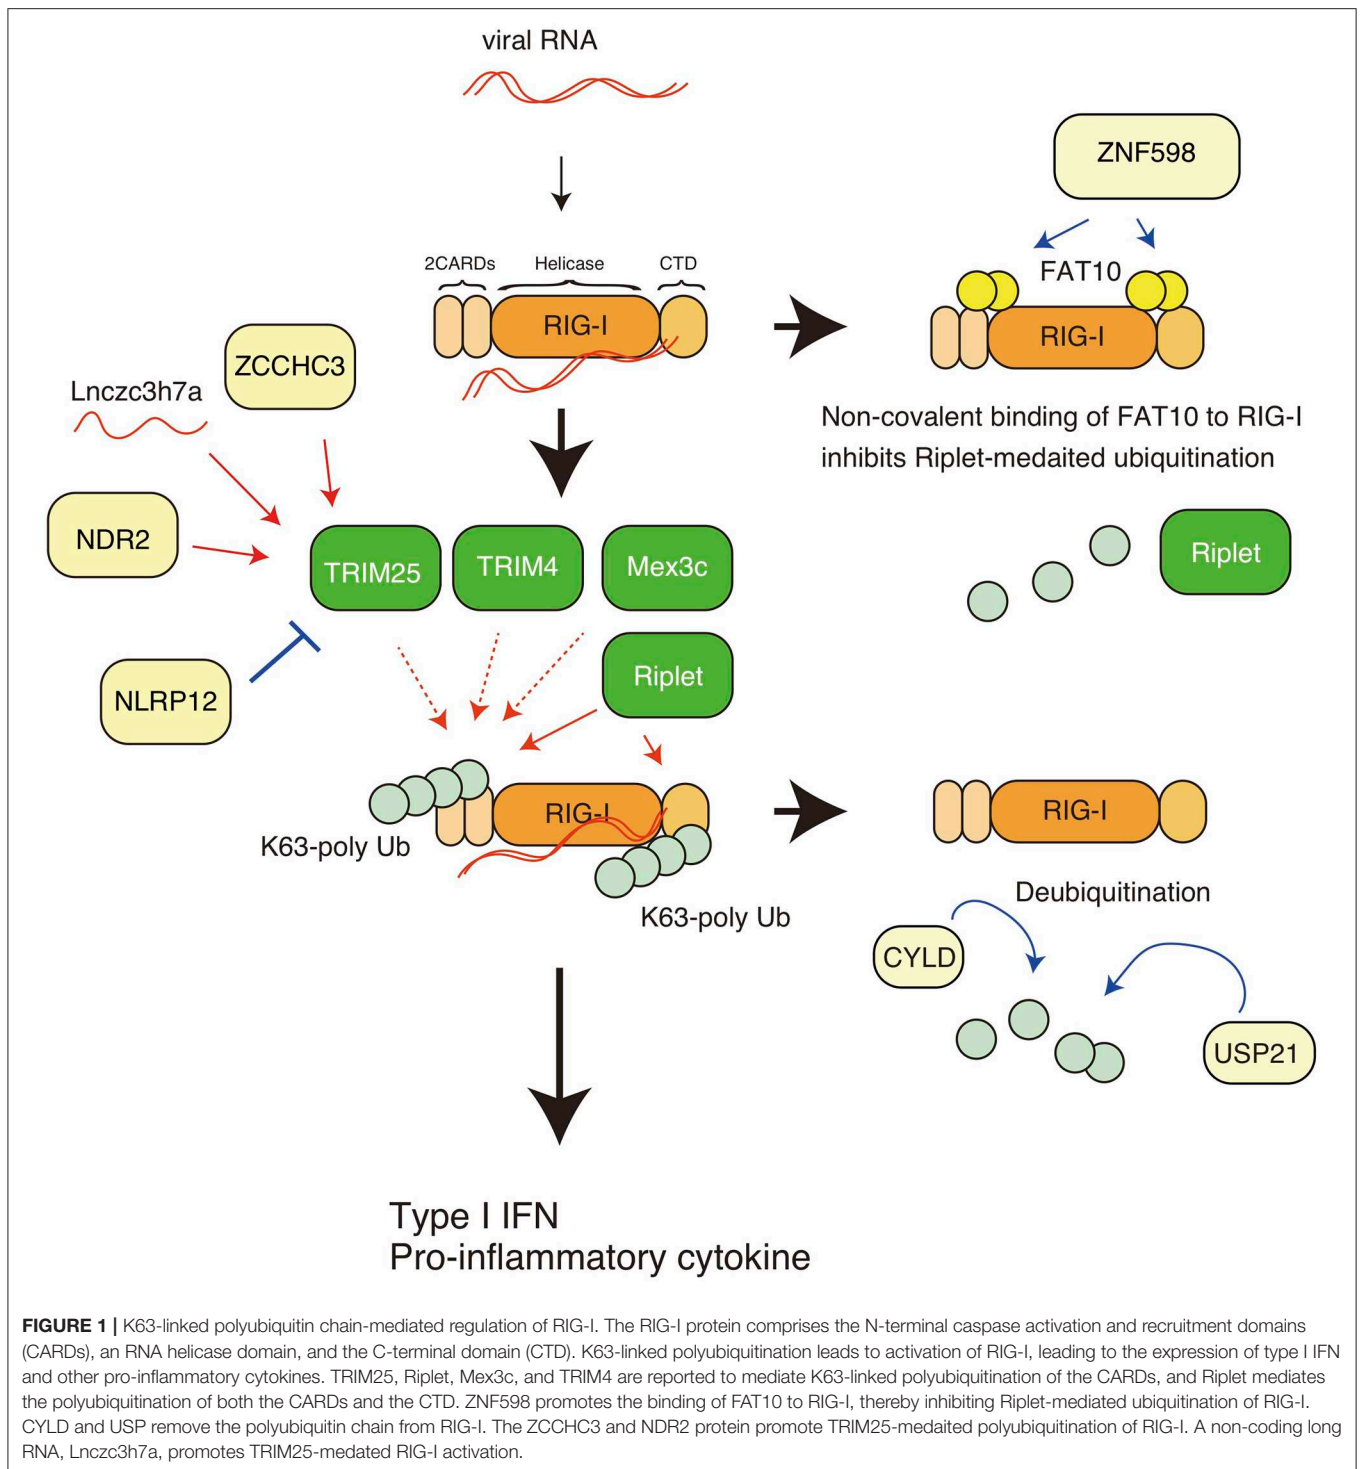 viral RNA
ZNF598
2CARDs
Helicase
CTD
FAT10
RIG-I
RIG-I
ZCCHC3
Lnczc3h7a
Non-covalent binding of FAT10 to RIG-I
inhibits Riplet-medaited ubiquitination
NDR2
TRIM25
TRIM4
Mex3c
Riplet
Riplet
NLRP12
RIG-I
RIG-I
K63-poly Ub
K63-poly Ub
Deubiquitination
CYLD
USP21
Type I IFN
Pro-inflammatory cytokine
FIGURE 1 | K63-linked polyubiquitin chain-mediated regulation of RIG-I. The RIG-I protein comprises the N-terminal caspase activation and recruitment domains
(CARDs), an RNA helicase domain, and the C-terminal domain (CTD). K63-linked polyubiquitination leads to activation of RIG-I, leading to the expression of type I IFN
and other pro-inflammatory cytokines. TRIM25, Riplet, Mex3c, and TRIM4 are reported to mediate K63-linked polyubiquitination of the CARDs, and Riplet mediates
the polyubiquitination of both the CARDs and the CTD. ZNF598 promotes the binding of FAT10 to RIG-I, thereby inhibiting Riplet-mediated ubiquitination of RIG-I.
CYLD and USP remove the polyubiquitin chain from RIG-I. The ZCCHC3 and NDR2 protein promote TRIM25-medaited polyubiquitination of RIG-I. A non-coding long
RNA, Lnczc3h7a, promotes TRIM25-medated RIG-I activation.